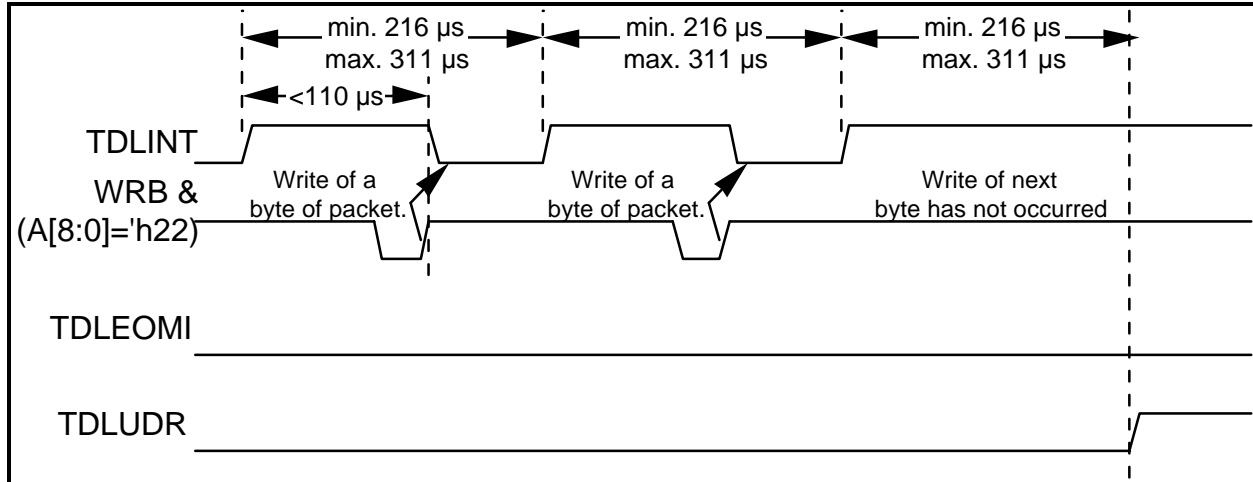 min. 216 µs
max. 311 µs
min. 216 µs
max. 311 µs
min. 216 µs
max. 311 µs
<110 µs
TDLINT
WRB &
(A[8:0]='h22)
Write of a
byte of packet.
Write of a
byte of packet.
Write of next
byte has not occurred
TDLEOMI
TDLUDR